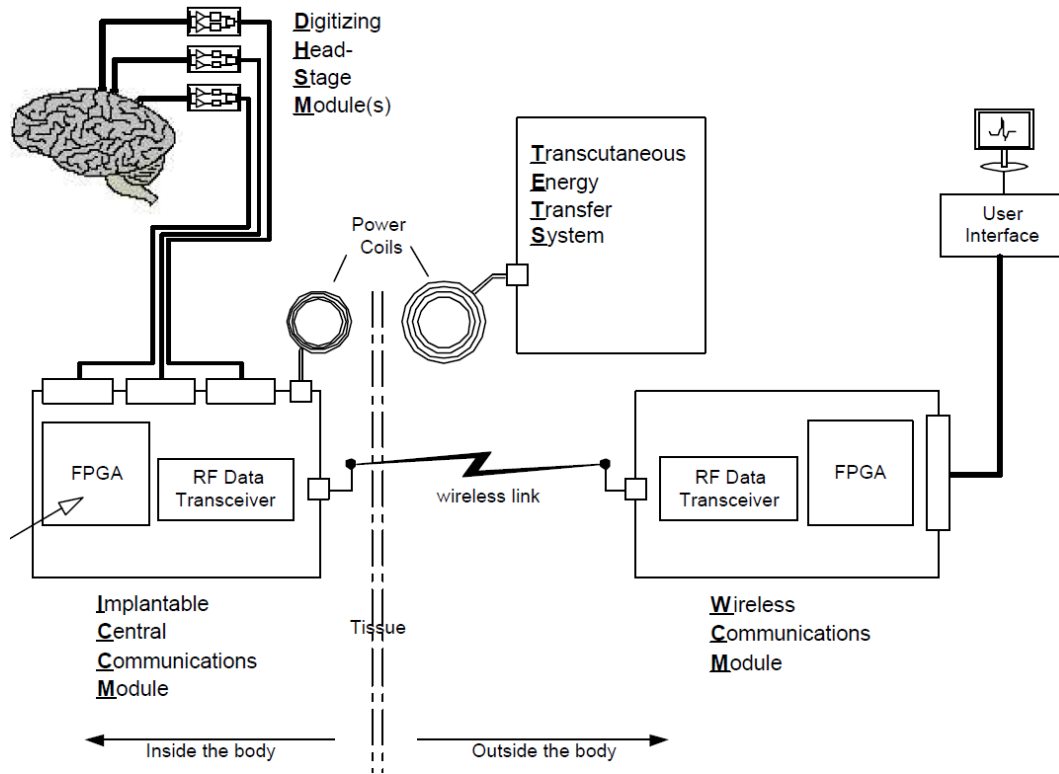 Digitizing
Head-
Stage
Module(s)
Transcutaneous
Energy
Transfer
System
Power
Coils
User
Interface
FPGA
RF Data
Transceiver
wireless link
RF Data
Transceiver
FPGA
Implantable
Central
Communications
Module
Tissue
Wireless
Communications
Module
Inside the body
Outside the body